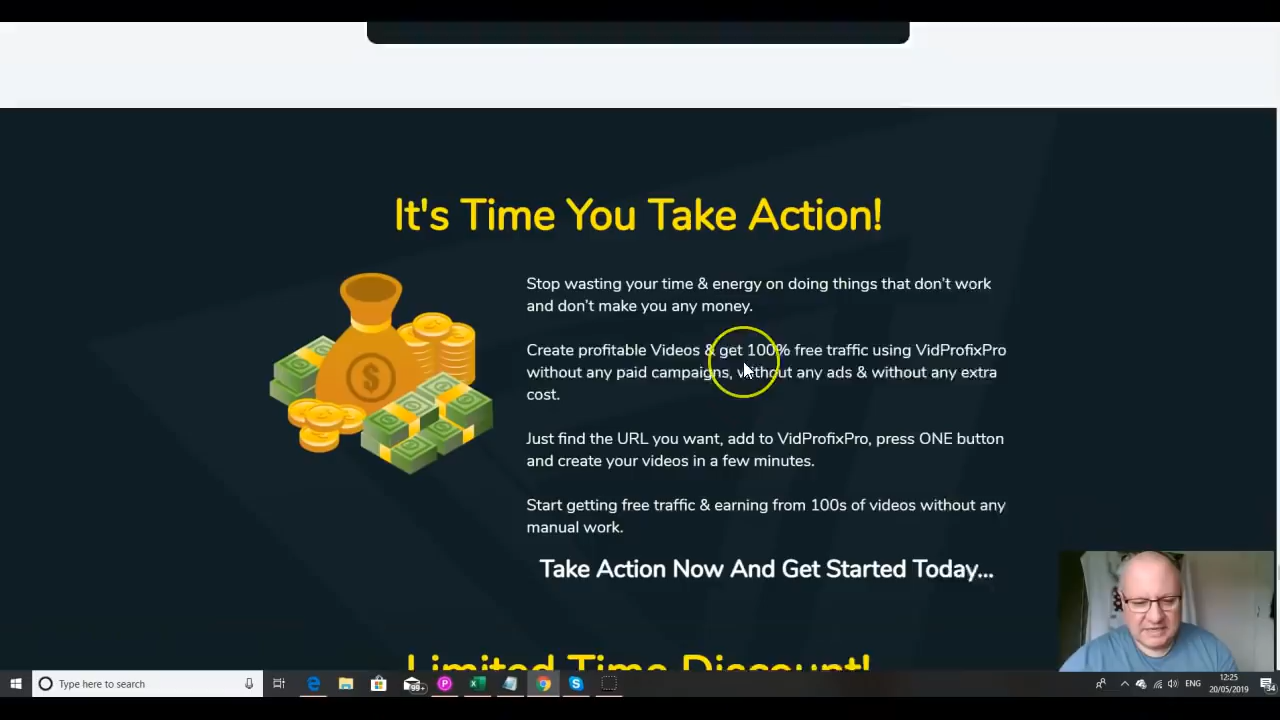 It's Time You Take Action!
Stop wasting your time & energy on doing things that don't work
and don't make you any money.
Create profitable Videos & get 100% free traffic using VidProfixPro
without any paid campaigns, without any ads & without any extra
cost.
Just find the URL you want, add to VidProfixPro, press ONE button
and create your videos in a few minutes.
Start getting free traffic & earning from 100s of videos without any
manual work.
Take Action Now And Get Started Today...
Limited Time Discount!
Type here to search
99+
ENG
12:25
20/05/2019
34